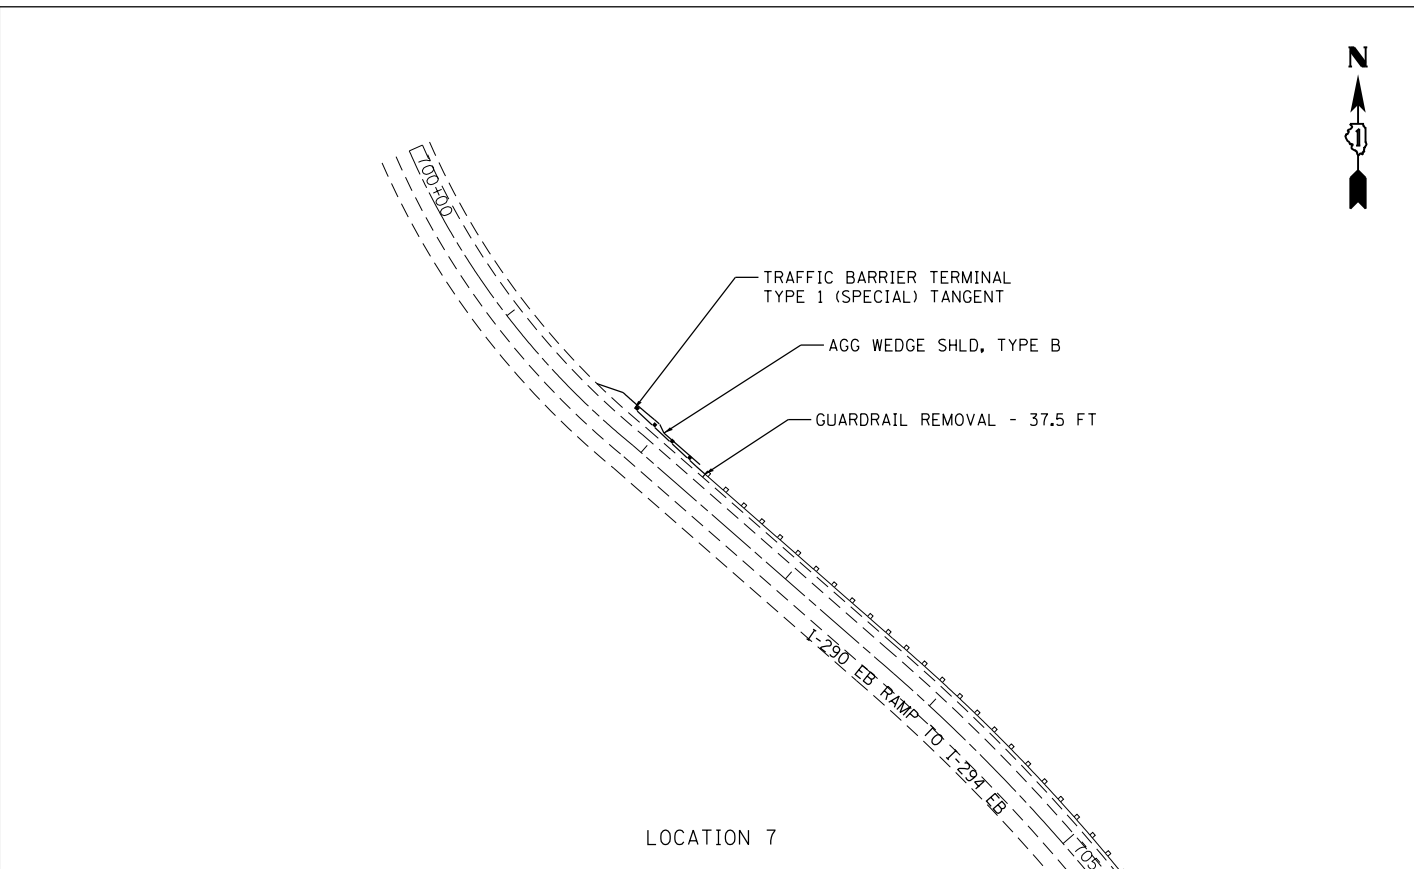 N
1
700+00
TRAFFIC BARRIER TERMINAL
TYPE 1 (SPECIAL) TANGENT
AGG WEDGE SHLD, TYPE B
GUARDRAIL REMOVAL - 37.5 FT
I-290 EB RAMP TO I-294 EB
705
LOCATION 7